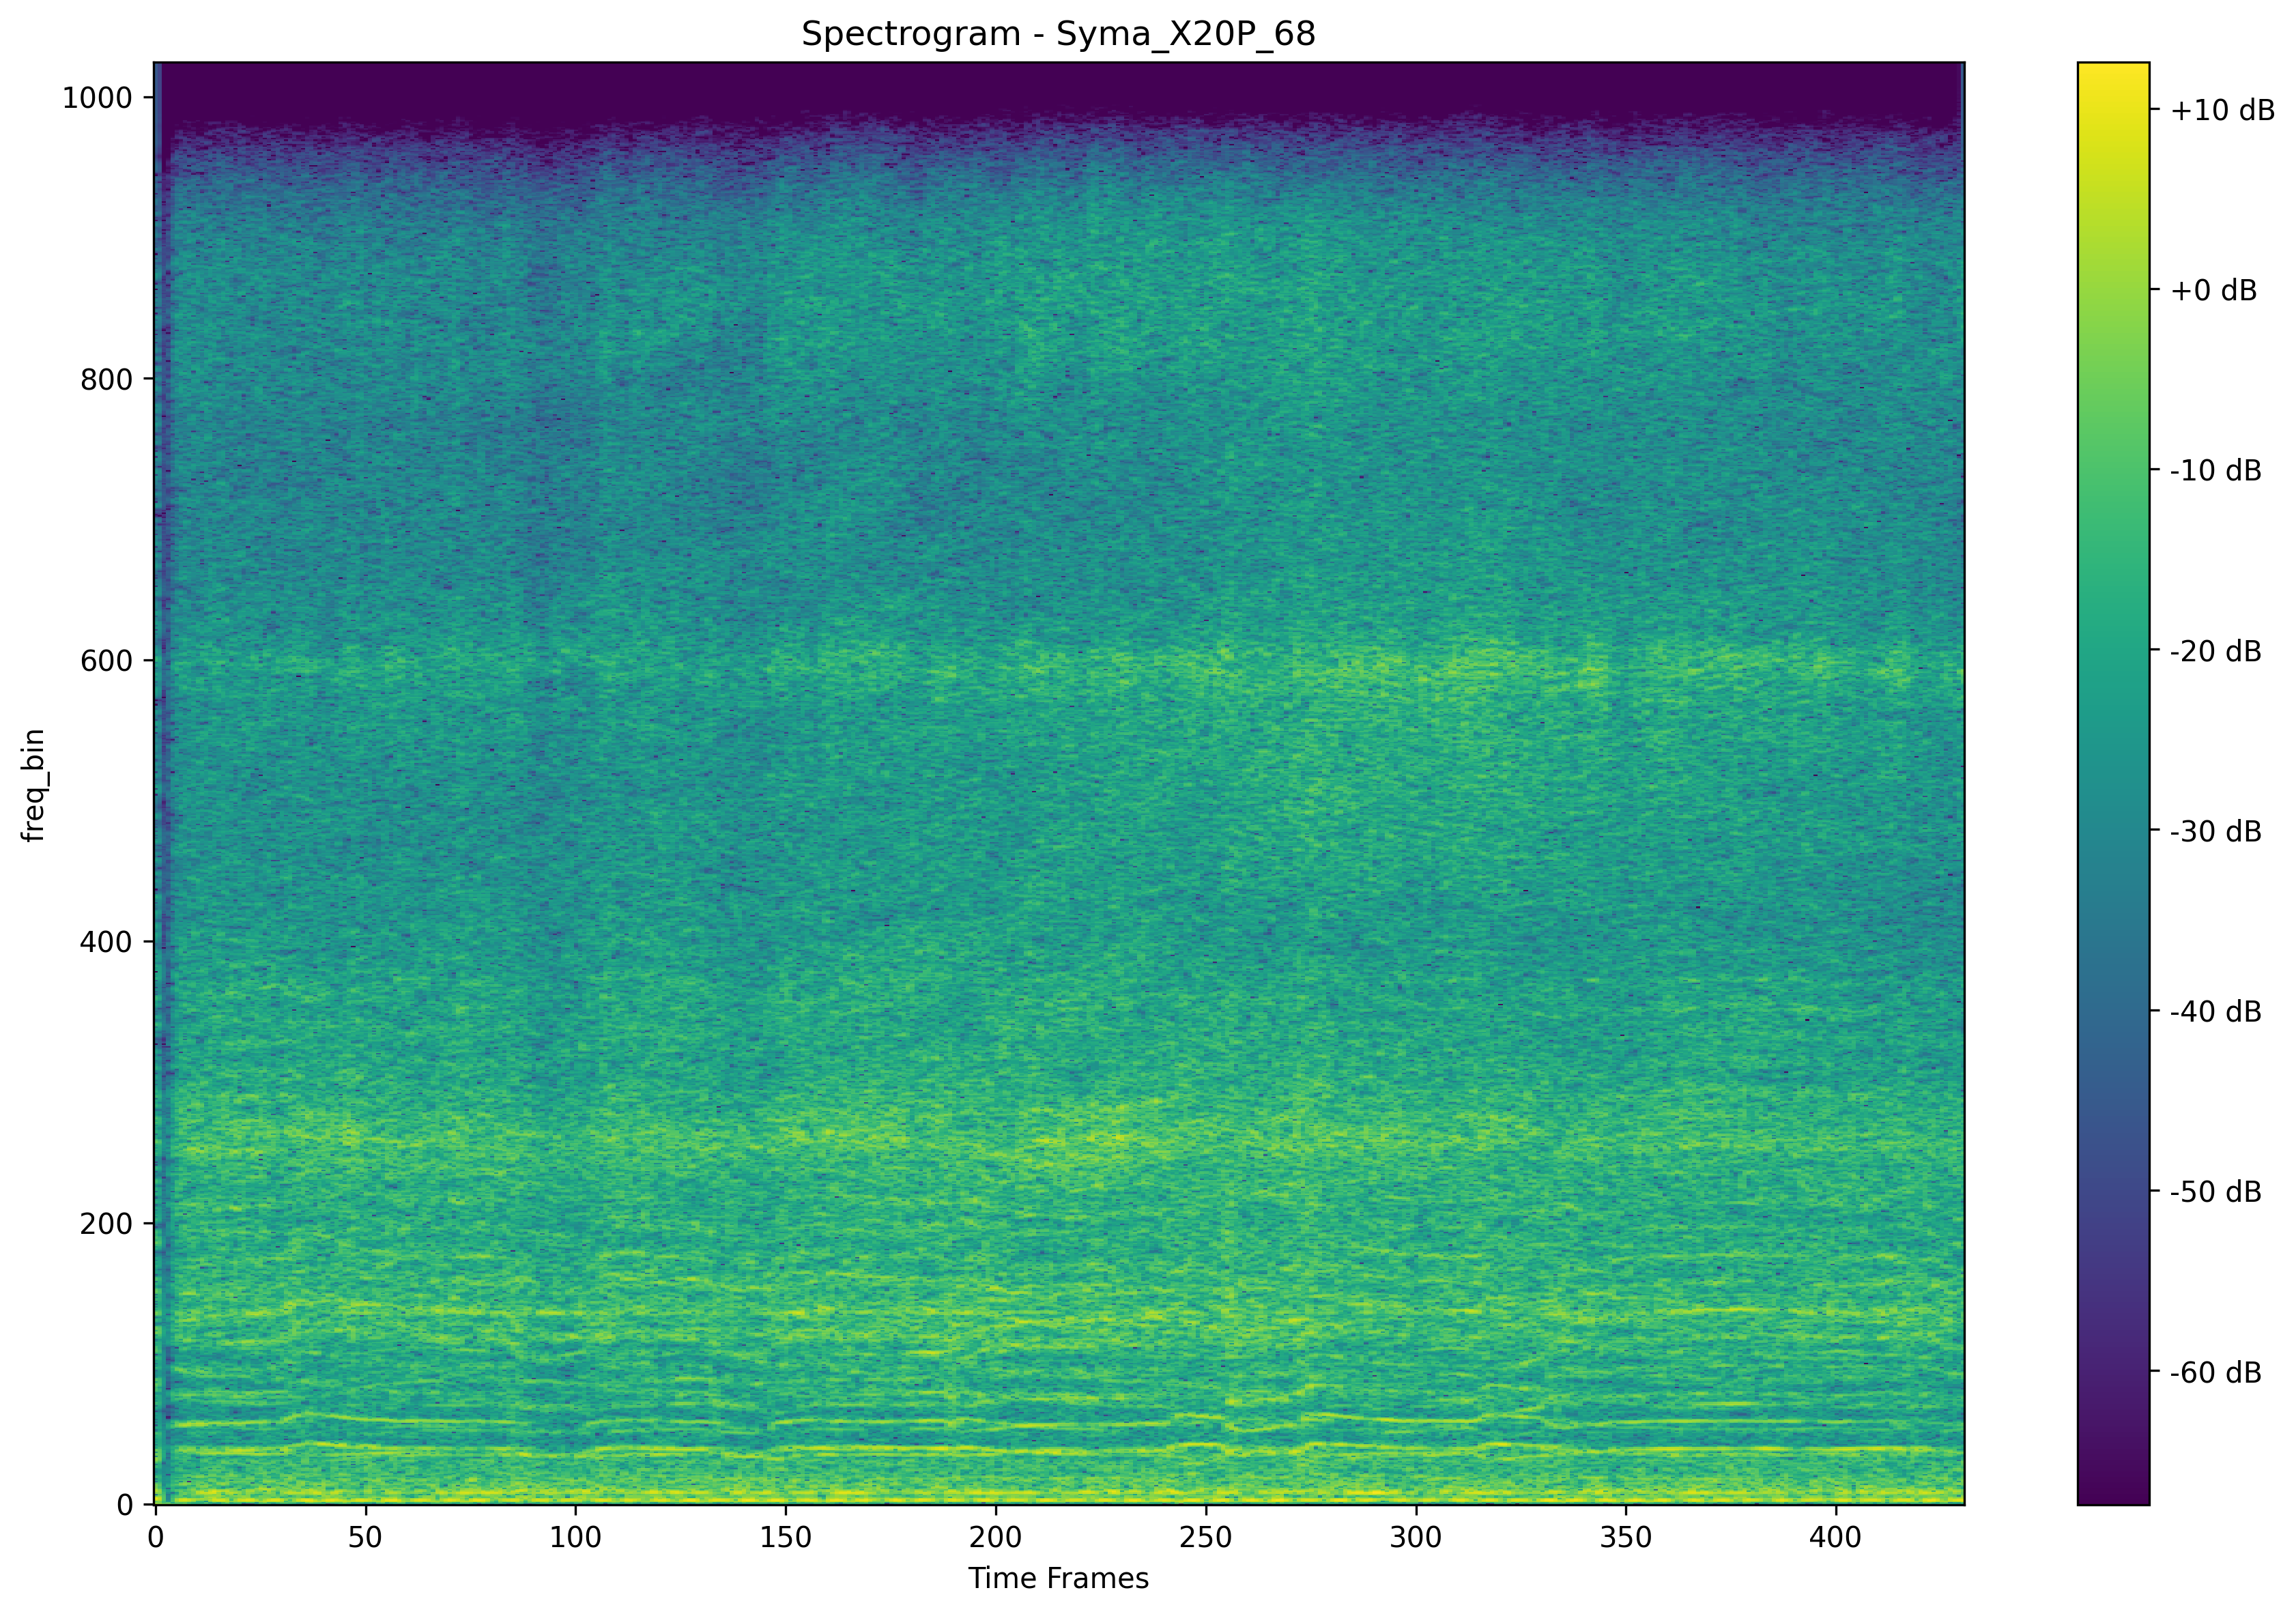 Spectrogram - Syma_X20P_68
1000
800
600
400
200
0
freq_bin
0 50 100 150 200 250 300 350 400
Time Frames
+10 dB
+0 dB
-10 dB
-20 dB
-30 dB
-40 dB
-50 dB
-60 dB